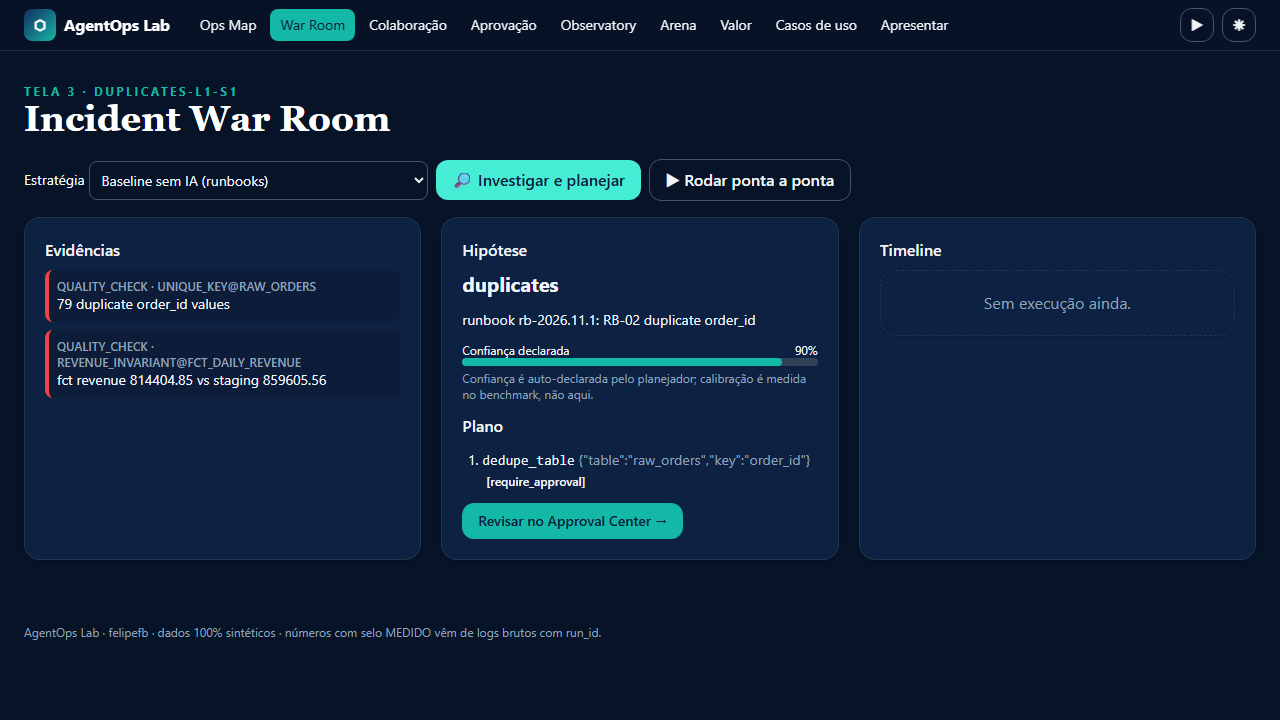 AgentOps Lab
Ops Map
War Room
Colaboração
Aprovação
Observatory
Arena
Valor
Casos de uso
Apresentar
TELA 3 · DUPLICATES-L1-S1
Incident War Room
Estratégia
Baseline sem IA (runbooks)
🔎 Investigar e planejar
▶ Rodar ponta a ponta
Evidências
QUALITY_CHECK · UNIQUE_KEY@RAW_ORDERS
79 duplicate order_id values
QUALITY_CHECK ·
REVENUE_INVARIANT@FCT_DAILY_REVENUE
fct revenue 814404.85 vs staging 859605.56
Hipótese
duplicates
runbook rb-2026.11.1: RB-02 duplicate order_id
Confiança declarada 90%
Confiança é auto-declarada pelo planejador; calibração é medida
no benchmark, não aqui.
Plano
1. dedupe_table {"table":"raw_orders","key":"order_id"}
[require_approval]
Revisar no Approval Center →
Timeline
Sem execução ainda.
AgentOps Lab · felipefb · dados 100% sintéticos · números com selo MEDIDO vêm de logs brutos com run_id.